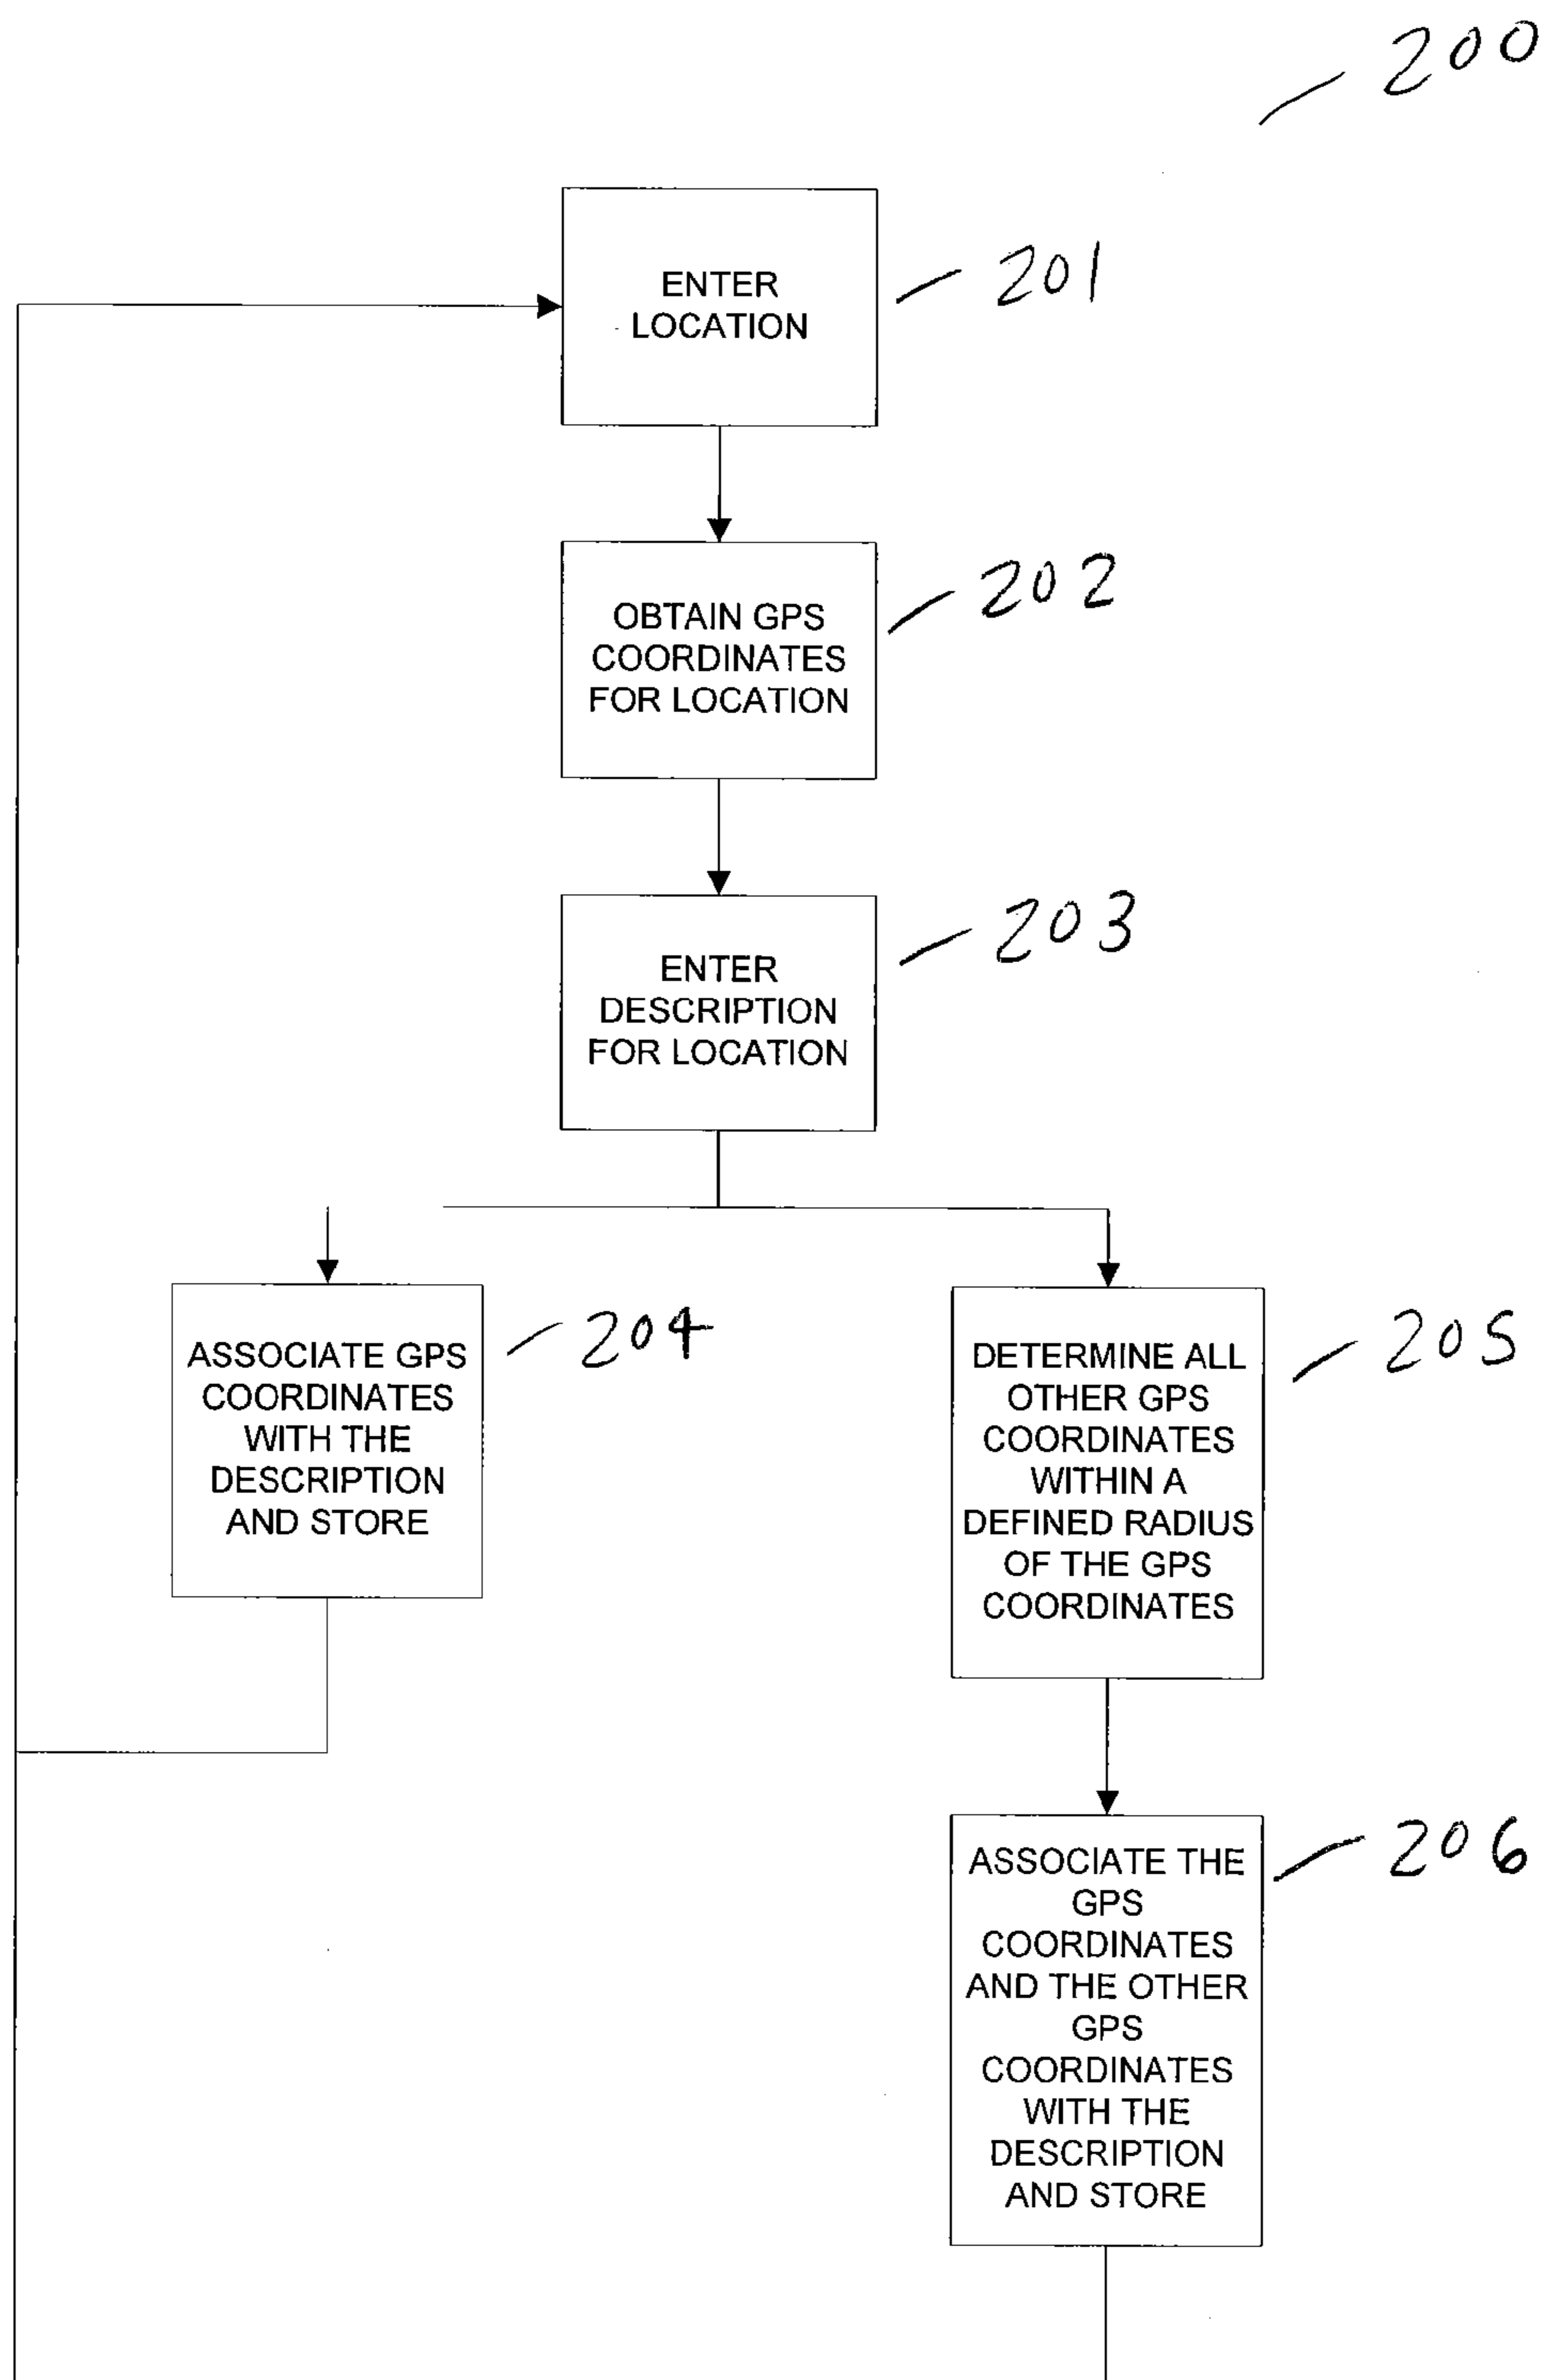 200
ENTER
LOCATION
201
OBTAIN GPS
COORDINATES
FOR LOCATION
202
ENTER
DESCRIPTION
FOR LOCATION
203
ASSOCIATE GPS
COORDINATES
WITH THE
DESCRIPTION
AND STORE
204
DETERMINE ALL
OTHER GPS
COORDINATES
WITHIN A
DEFINED RADIUS
OF THE GPS
COORDINATES
205
ASSOCIATE THE
GPS
COORDINATES
AND THE OTHER
GPS
COORDINATES
WITH THE
DESCRIPTION
AND STORE
206